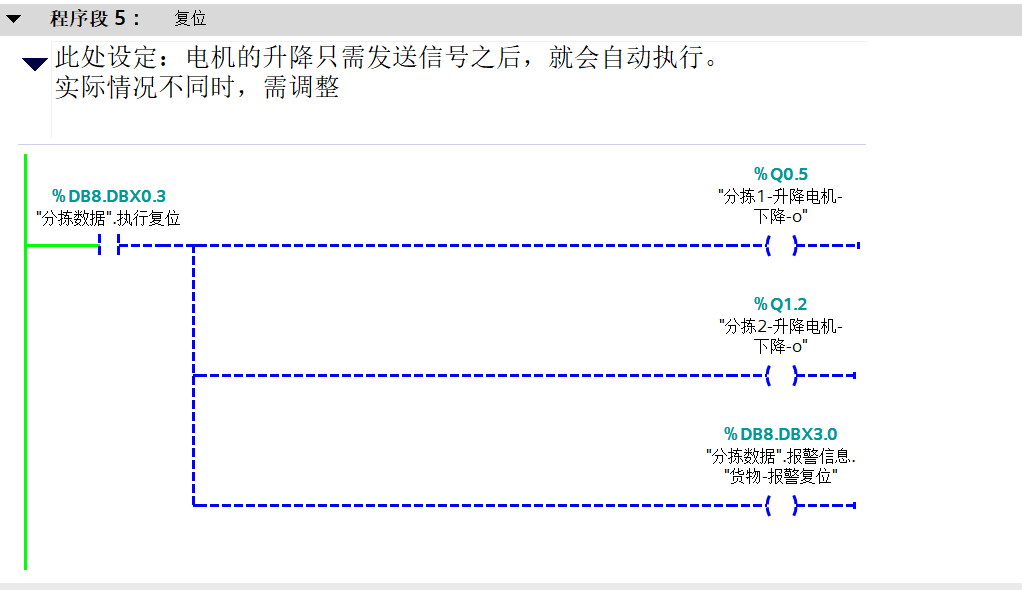 程序段 5： 复位
此处设定：电机的升降只需发送信号之后，就会自动执行。
实际情况不同时，需调整
%DB8.DBX0.3
"分拣数据".执行复位
%Q0.5
"分拣1-升降电机-
下降-o"
%Q1.2
"分拣2-升降电机-
下降-o"
%DB8.DBX3.0
"分拣数据".报警信息.
"货物-报警复位"